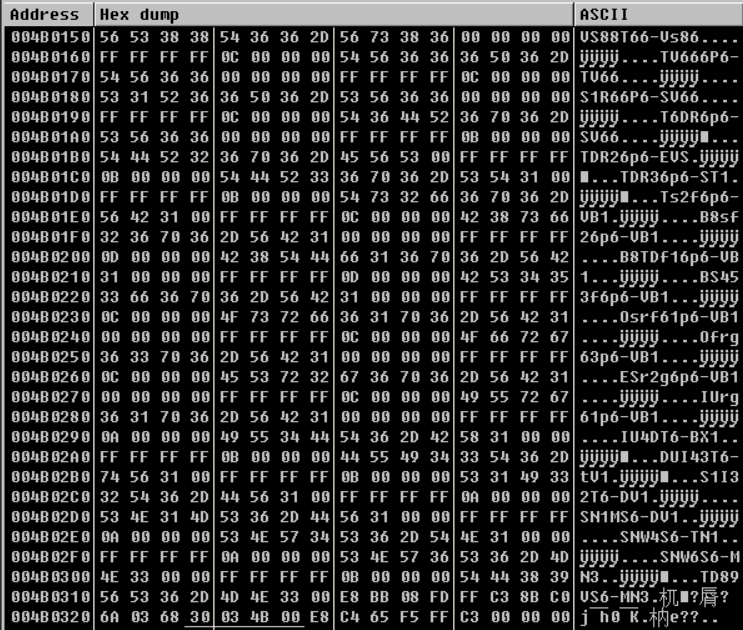 Address Hex dump ASCII
004B0150 56 53 38 38 54 36 36 2D 56 73 38 36 00 00 00 00 VS88T66-Vs86....
004B0160 FF FF FF FF 0C 00 00 00 54 56 36 36 36 50 36 2D ÿÿÿÿ....TV666P6-
004B0170 54 56 36 36 00 00 00 00 FF FF FF FF 0C 00 00 00 TV66....ÿÿÿÿ....
004B0180 53 31 52 36 36 50 36 2D 53 56 36 36 00 00 00 00 S1R66P6-SV66....
004B0190 FF FF FF FF 0C 00 00 00 54 36 44 52 36 70 36 2D ÿÿÿÿ....T6DR6p6-
004B01A0 53 56 36 36 00 00 00 00 FF FF FF FF 0B 00 00 00 SV66....ÿÿÿÿ■...
004B01B0 54 44 52 32 36 70 36 2D 45 56 53 00 FF FF FF FF TDR26p6-EVS.ÿÿÿÿ
004B01C0 0B 00 00 00 54 44 52 33 36 70 36 2D 53 54 31 00 ■...TDR36p6-ST1.
004B01D0 FF FF FF FF 0B 00 00 00 54 73 32 66 36 70 36 2D ÿÿÿÿ■...Ts2f6p6-
004B01E0 56 42 31 00 FF FF FF FF 0C 00 00 00 42 38 73 66 VB1.ÿÿÿÿ....B8sf
004B01F0 32 36 70 36 2D 56 42 31 00 00 00 00 FF FF FF FF 26p6-VB1....ÿÿÿÿ
004B0200 0D 00 00 00 42 38 54 44 66 31 36 70 36 2D 56 42 ....B8TDf16p6-VB
004B0210 31 00 00 00 FF FF FF FF 0D 00 00 00 42 53 34 35 1...ÿÿÿÿ....BS45
004B0220 33 66 36 70 36 2D 56 42 31 00 00 00 FF FF FF FF 3f6p6-VB1...ÿÿÿÿ
004B0230 0C 00 00 00 4F 73 72 66 36 31 70 36 2D 56 42 31 ....Osrf61p6-VB1
004B0240 00 00 00 00 FF FF FF FF 0C 00 00 00 4F 66 72 67 ....ÿÿÿÿ....Ofrg
004B0250 36 33 70 36 2D 56 42 31 00 00 00 00 FF FF FF FF 63p6-VB1....ÿÿÿÿ
004B0260 0C 00 00 00 45 53 72 32 67 36 70 36 2D 56 42 31 ....ESr2g6p6-VB1
004B0270 00 00 00 00 FF FF FF FF 0C 00 00 00 49 55 72 67 ....ÿÿÿÿ....IUrg
004B0280 36 31 70 36 2D 56 42 31 00 00 00 00 FF FF FF FF 61p6-VB1....ÿÿÿÿ
004B0290 0A 00 00 00 49 55 34 44 54 36 2D 42 58 31 00 00 ....IU4DT6-BX1..
004B02A0 FF FF FF FF 0B 00 00 00 44 55 49 34 33 54 36 2D ÿÿÿÿ■...DUI43T6-
004B02B0 74 56 31 00 FF FF FF FF 0B 00 00 00 53 31 49 33 tV1.ÿÿÿÿ■...S1I3
004B02C0 32 54 36 2D 44 56 31 00 FF FF FF FF 0A 00 00 00 2T6-DV1.ÿÿÿÿ....
004B02D0 53 4E 31 4D 53 36 2D 44 56 31 00 00 FF FF FF FF SN1MS6-DV1..ÿÿÿÿ
004B02E0 0A 00 00 00 53 4E 57 34 53 36 2D 54 4E 31 00 00 ....SNW4S6-TN1..
004B02F0 FF FF FF FF 0A 00 00 00 53 4E 57 36 53 36 2D 4D ÿÿÿÿ....SNW6S6-M
004B0300 4E 33 00 00 FF FF FF FF 0B 00 00 00 54 44 38 39 N3..ÿÿÿÿ■...TD89
004B0310 56 53 36 2D 4D 4E 33 00 E8 BB 08 FD FF C3 8B C0 VS6-MN3.
004B0320 6A 03 68 30 03 4B 00 E8 C4 65 F5 FF C3 00 00 00 j h0 K.